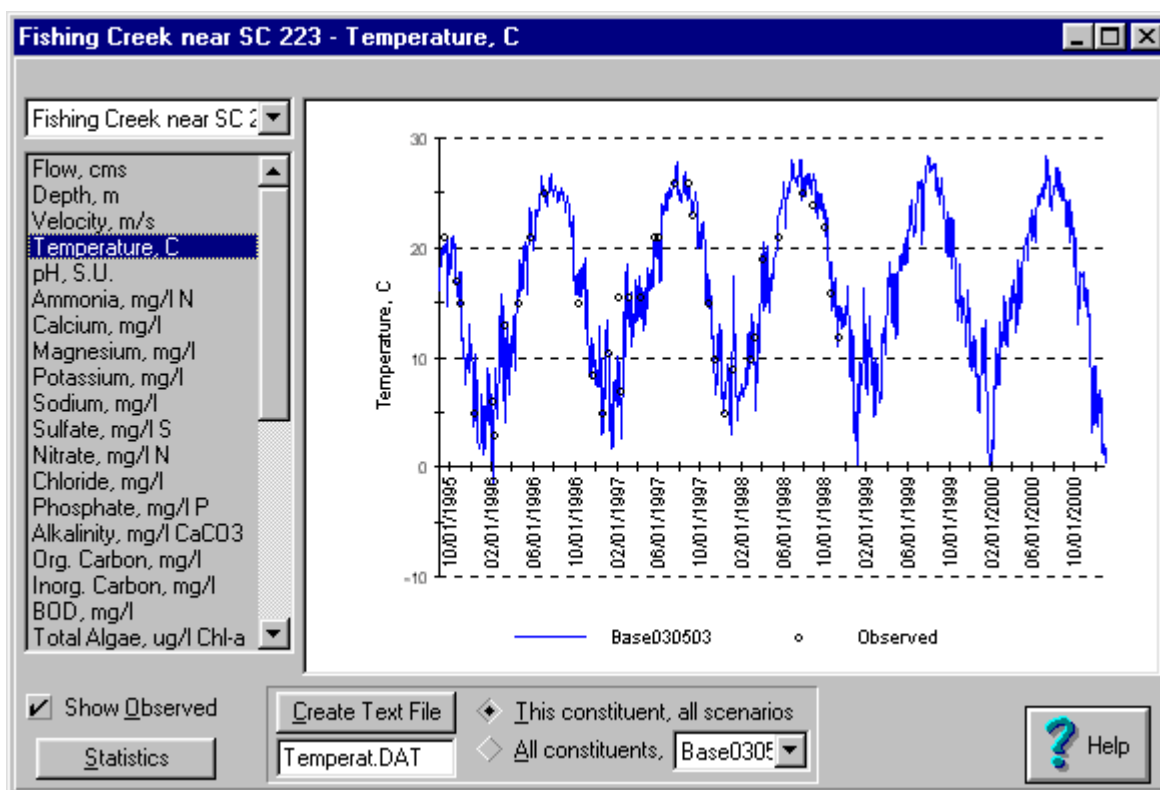 Fishing Creek near SC 223 - Temperature, C
Fishing Creek near SC 2
Flow, cms
Depth, m
Velocity, m/s
Temperature, C
pH, S.U.
Ammonia, mg/l N
Calcium, mg/l
Magnesium, mg/l
Potassium, mg/l
Sodium, mg/l
Sulfate, mg/l S
Nitrate, mg/l N
Chloride, mg/l
Phosphate, mg/l P
Alkalinity, mg/l CaCO3
Org. Carbon, mg/l
Inorg. Carbon, mg/l
BOD, mg/l
Total Algae, ug/l Chl-a
Temperature, C
30
20
10
0
-10
10/01/1995
02/01/1996
06/01/1996
10/01/1996
02/01/1997
06/01/1997
10/01/1997
02/01/1998
06/01/1998
10/01/1998
02/01/1999
06/01/1999
10/01/1999
02/01/2000
06/01/2000
10/01/2000
Base030503
Observed
Show Observed
Statistics
Create Text File
Temperat.DAT
This constituent, all scenarios
All constituents,
Base0305
? Help